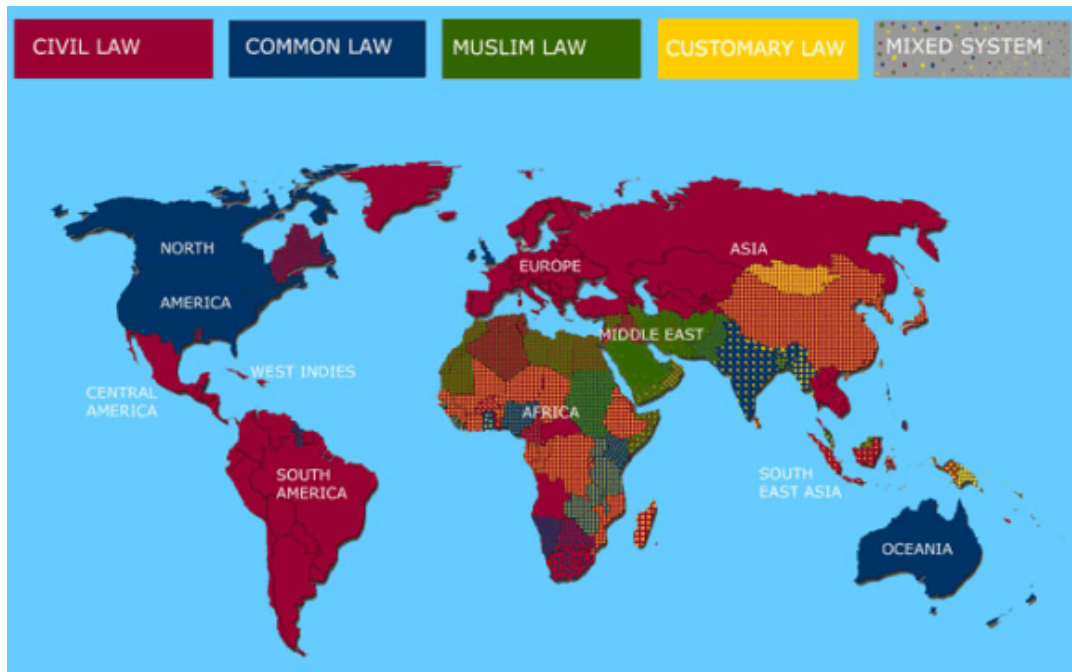 CIVIL LAW
COMMON LAW
MUSLIM LAW
CUSTOMARY LAW
MIXED SYSTEM
NORTH
AMERICA
EUROPE
ASIA
MIDDLE EAST
WEST INDIES
CENTRAL
AMERICA
AFRICA
SOUTH
AMERICA
SOUTH
EAST ASIA
OCEANIA